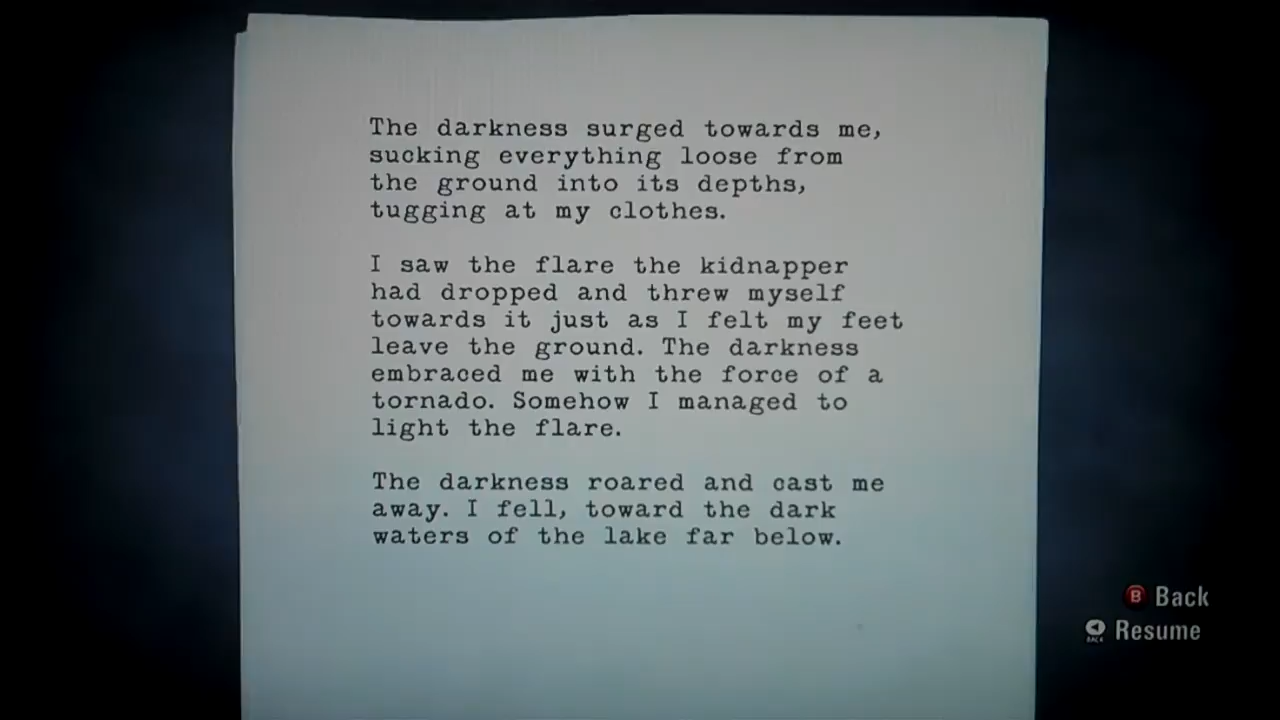 The darkness surged towards me,
sucking everything loose from
the ground into its depths,
tugging at my clothes.
I saw the flare the kidnapper
had dropped and threw myself
towards it just as I felt my feet
leave the ground. The darkness
embraced me with the force of a
tornado. Somehow I managed to
light the flare.
The darkness roared and cast me
away. I fell, toward the dark
waters of the lake far below.
B Back
BACK Resume